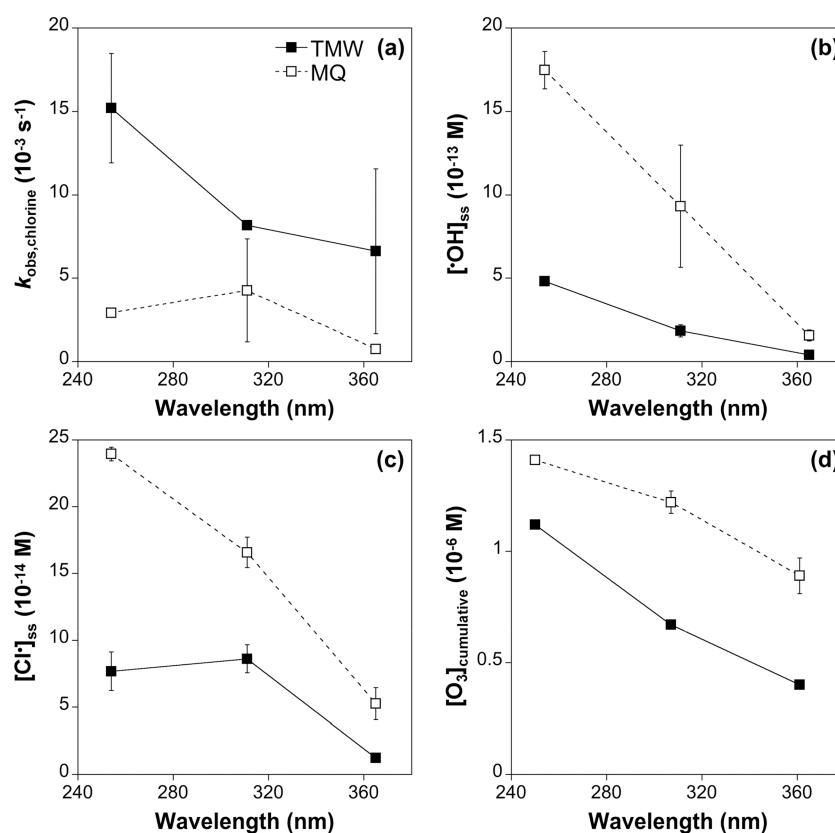 (a)
TMW
MQ
k_obs,chlorine (10⁻³ s⁻¹)
20
15
10
5
0
240 280 320 360
Wavelength (nm)
(b)
[•OH]ss (10⁻¹³ M)
20
15
10
5
0
240 280 320 360
Wavelength (nm)
(c)
[Cl•]ss (10⁻¹⁴ M)
25
20
15
10
5
0
240 280 320 360
Wavelength (nm)
(d)
[O₃]cumulative (10⁻⁶ M)
1.5
1
0.5
0
240 280 320 360
Wavelength (nm)